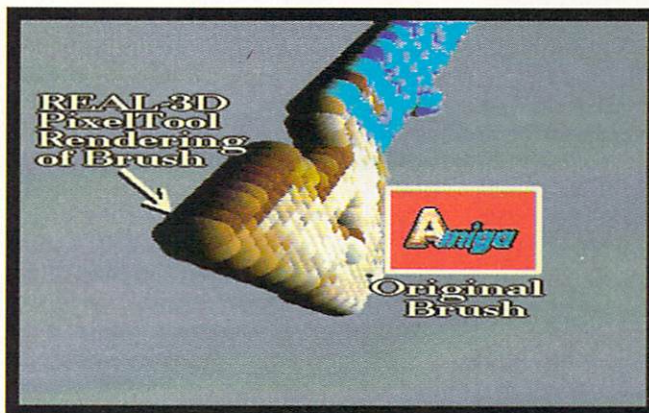 REAL-3D
PixelTool
Rendering
of Brush
Amiga
Original
Brush